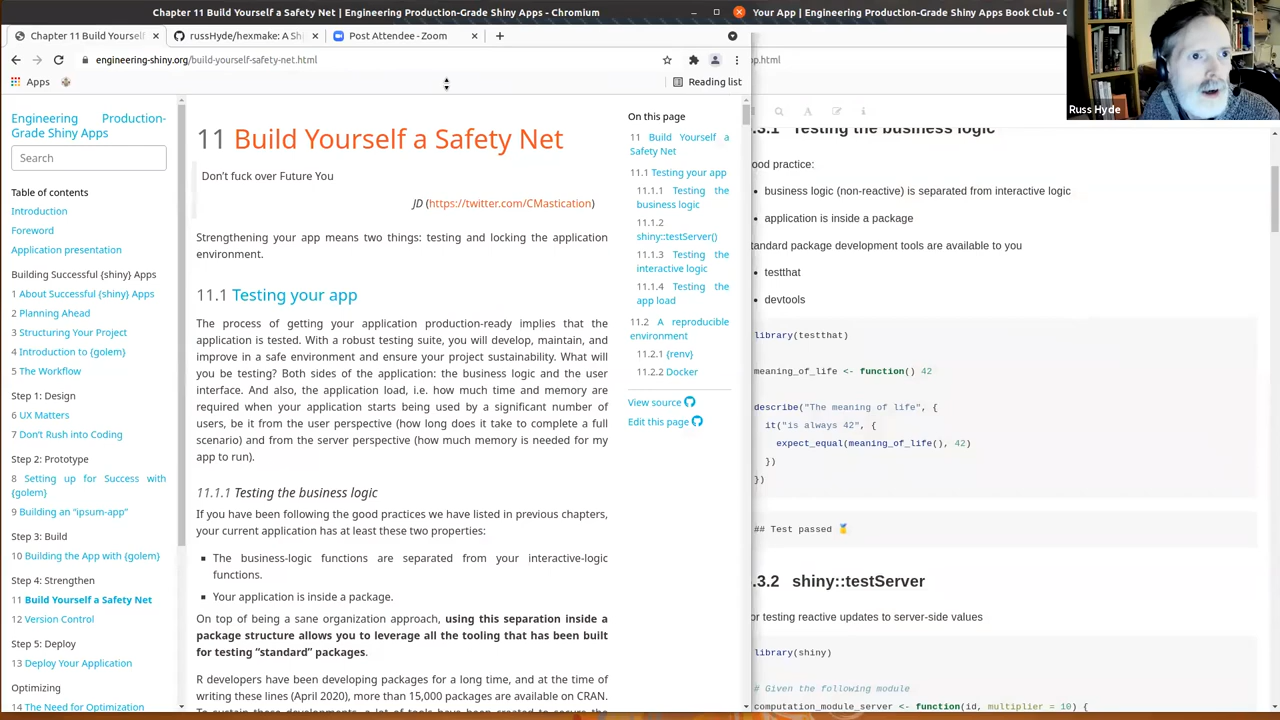 Chapter 11 Build Yourself a Safety Net | Engineering Production-Grade Shiny Apps - Chromium
Your App | Engineering Production-Grade Shiny Apps Book Club -
Chapter 11 Build Yourself
russHyde/hexmake: A Sh
Post Attendee - Zoom
engineering-shiny.org/build-yourself-safety-net.html
Apps
Reading list
Engineering Production-
Grade Shiny Apps
Search
Table of contents
Introduction
Foreword
Application presentation
Building Successful {shiny} Apps
1 About Successful {shiny} Apps
2 Planning Ahead
3 Structuring Your Project
4 Introduction to {golem}
5 The Workflow
Step 1: Design
6 UX Matters
7 Don't Rush into Coding
Step 2: Prototype
8 Setting up for Success with
{golem}
9 Building an "ipsum-app"
Step 3: Build
10 Building the App with {golem}
Step 4: Strengthen
11 Build Yourself a Safety Net
12 Version Control
Step 5: Deploy
13 Deploy Your Application
Optimizing
14 The Need for Optimization
11 Build Yourself a Safety Net
Don't fuck over Future You
JD (https://twitter.com/CMastication)
Strengthening your app means two things: testing and locking the application
environment.
11.1 Testing your app
The process of getting your application production-ready implies that the
application is tested. With a robust testing suite, you will develop, maintain, and
improve in a safe environment and ensure your project sustainability. What will
you be testing? Both sides of the application: the business logic and the user
interface. And also, the application load, i.e. how much time and memory are
required when your application starts being used by a significant number of
users, be it from the user perspective (how long does it take to complete a full
scenario) and from the server perspective (how much memory is needed for my
app to run).
11.1.1 Testing the business logic
If you have been following the good practices we have listed in previous chapters,
your current application has at least these two properties:
▪ The business-logic functions are separated from your interactive-logic
functions.
▪ Your application is inside a package.
On top of being a sane organization approach, using this separation inside a
package structure allows you to leverage all the tooling that has been built
for testing "standard" packages.
R developers have been developing packages for a long time, and at the time of
writing these lines (April 2020), more than 15,000 packages are available on CRAN.
On this page
11 Build Yourself a
Safety Net
11.1 Testing your app
11.1.1 Testing the
business logic
11.1.2
shiny::testServer()
11.1.3 Testing the
interactive logic
11.1.4 Testing the
app load
11.2 A reproducible
environment
11.2.1 {renv}
11.2.2 Docker
View source
Edit this page
pp.html
.3.1 Testing the business logic
ood practice:
• business logic (non-reactive) is separated from interactive logic
• application is inside a package
tandard package development tools are available to you
• testthat
• devtools
library(testthat)
meaning_of_life <- function() 42
describe("The meaning of life", {
it("is always 42", {
expect_equal(meaning_of_life(), 42)
})
})
## Test passed 🥇
.3.2 shiny::testServer
or testing reactive updates to server-side values
library(shiny)
# Given the following module
computation_module_server <- function(id, multiplier = 10) {
Russ Hyde